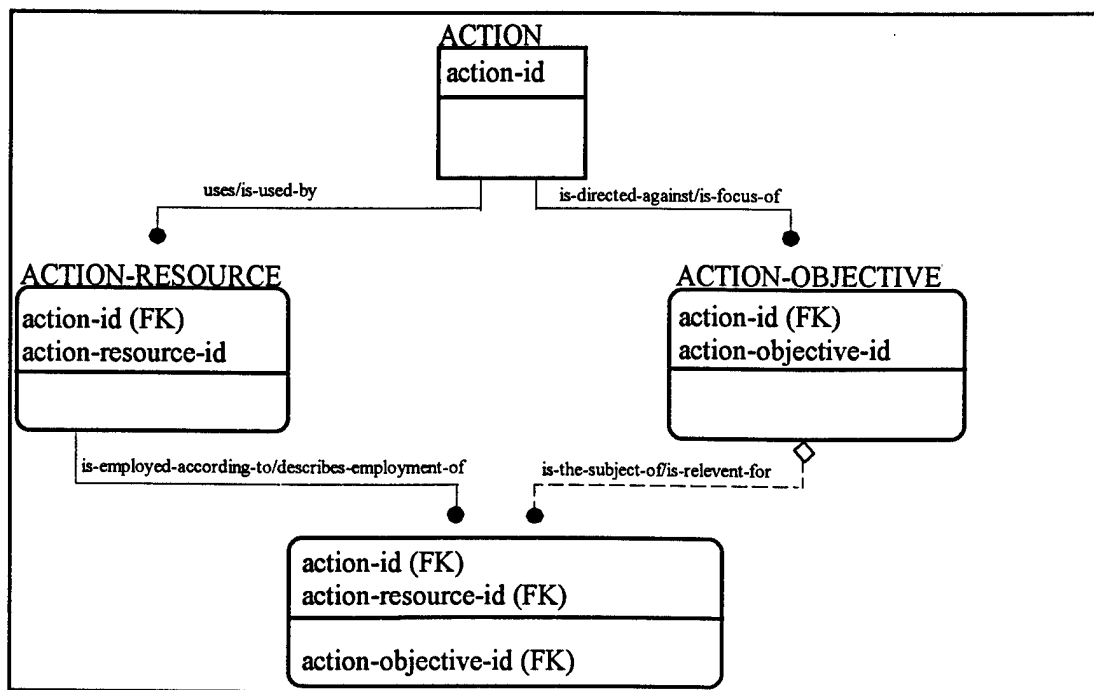 ACTION
action-id
uses/is-used-by
is-directed-against/is-focus-of
ACTION-RESOURCE
action-id (FK)
action-resource-id
ACTION-OBJECTIVE
action-id (FK)
action-objective-id
is-employed-according-to/describes-employment-of
is-the-subject-of/is-relevent-for
action-id (FK)
action-resource-id (FK)
action-objective-id (FK)